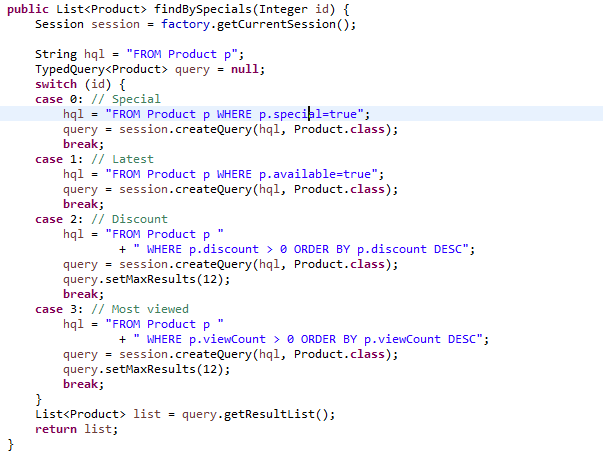 public List<Product> findBySpecials(Integer id) {
    Session session = factory.getCurrentSession();

    String hql = "FROM Product p";
    TypedQuery<Product> query = null;
    switch (id) {
    case 0: // Special
        hql = "FROM Product p WHERE p.special=true";
        query = session.createQuery(hql, Product.class);
        break;
    case 1: // Latest
        hql = "FROM Product p WHERE p.available=true";
        query = session.createQuery(hql, Product.class);
        break;
    case 2: // Discount
        hql = "FROM Product p "
                + " WHERE p.discount > 0 ORDER BY p.discount DESC";
        query = session.createQuery(hql, Product.class);
        query.setMaxResults(12);
        break;
    case 3: // Most viewed
        hql = "FROM Product p "
                + " WHERE p.viewCount > 0 ORDER BY p.viewCount DESC";
        query = session.createQuery(hql, Product.class);
        query.setMaxResults(12);
        break;
    }
    List<Product> list = query.getResultList();
    return list;
}